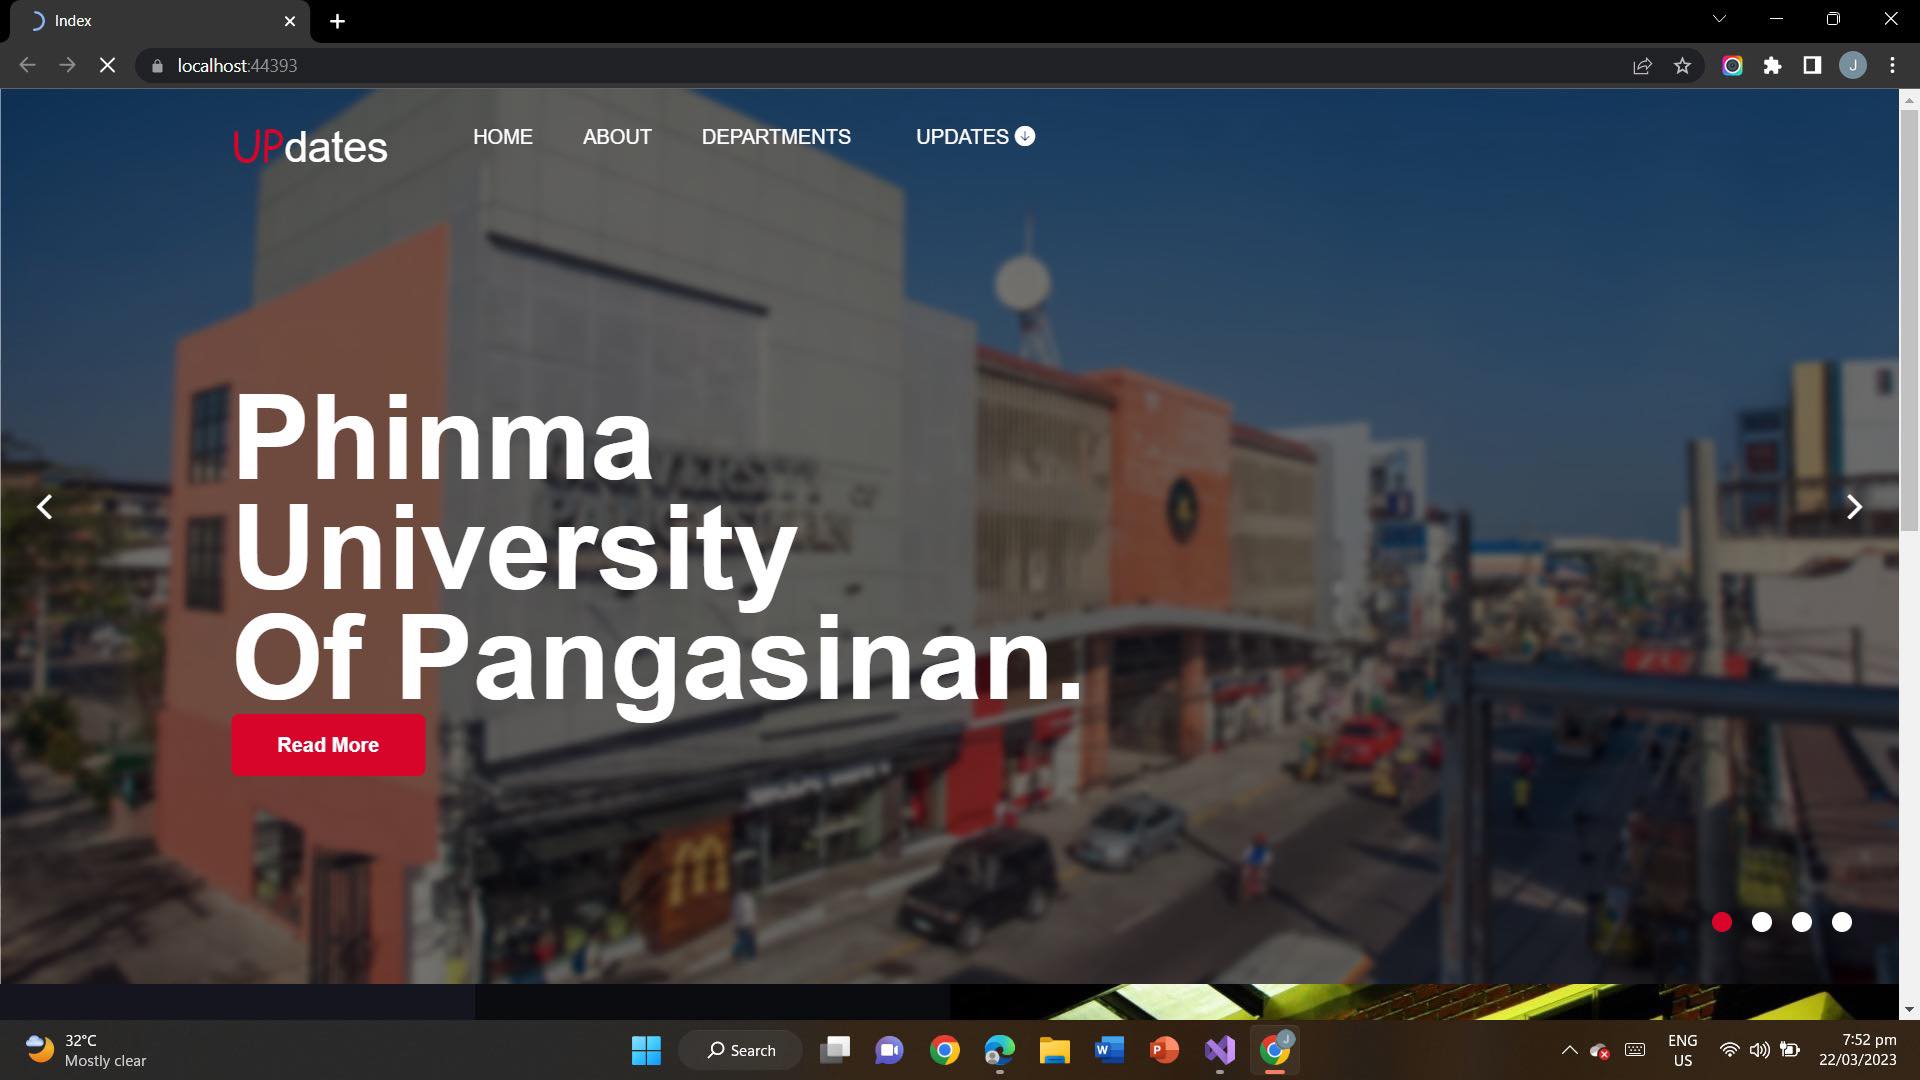 Index
localhost:44393
UPdates
HOME
ABOUT
DEPARTMENTS
UPDATES
Phinma
University
Of Pangasinan.
Read More
32°C
Mostly clear
Search
ENG
US
7:52 pm
22/03/2023